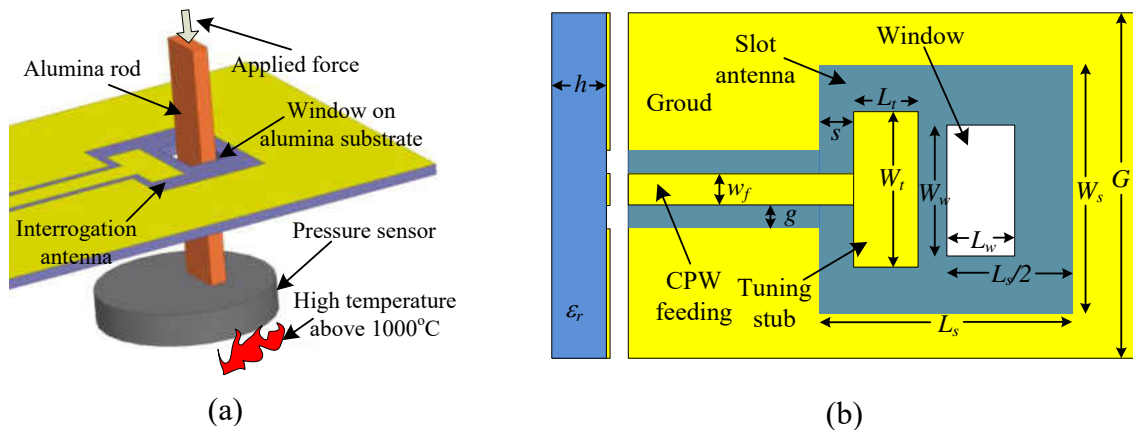 Applied force
Alumina rod
Window on
alumina substrate
Interrogation
antenna
Pressure sensor
High temperature
above 1000°C
(a)
h
εr
Groud
Slot
antenna
Window
Lt
s
wf
Wt
Ww
Ws
G
g
Lw
Ls/2
CPW
feeding
Tuning
stub
Ls
(b)